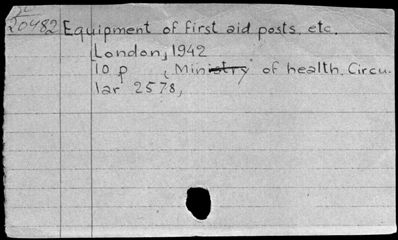 20482 Equipment of first aid posts, etc.
(London, 1942
10 p (Ministry of health. Circu-
lar 2578,